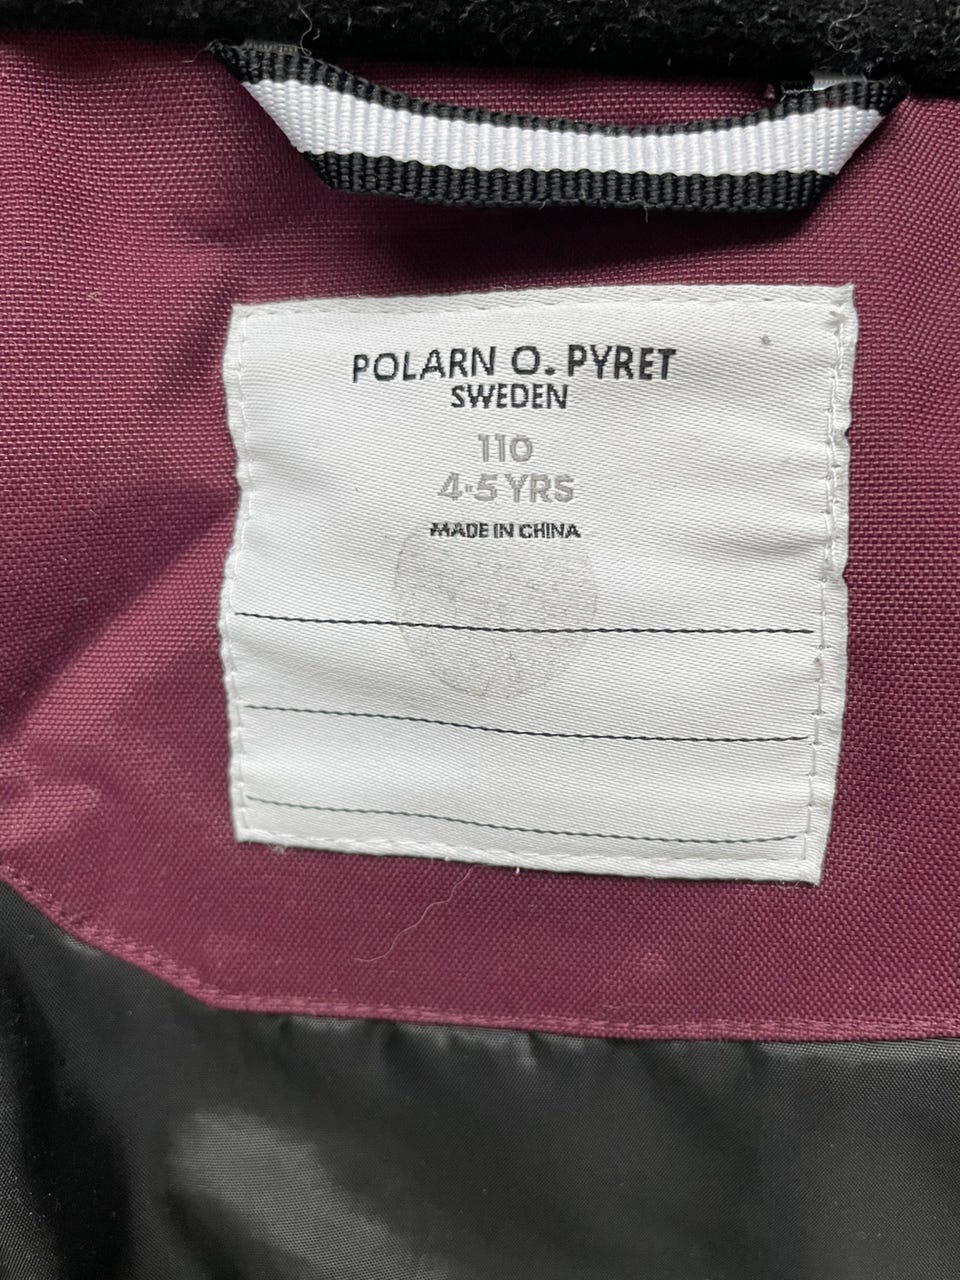 POLARN O. PYRET
SWEDEN
110
4-5 YRS
MADE IN CHINA